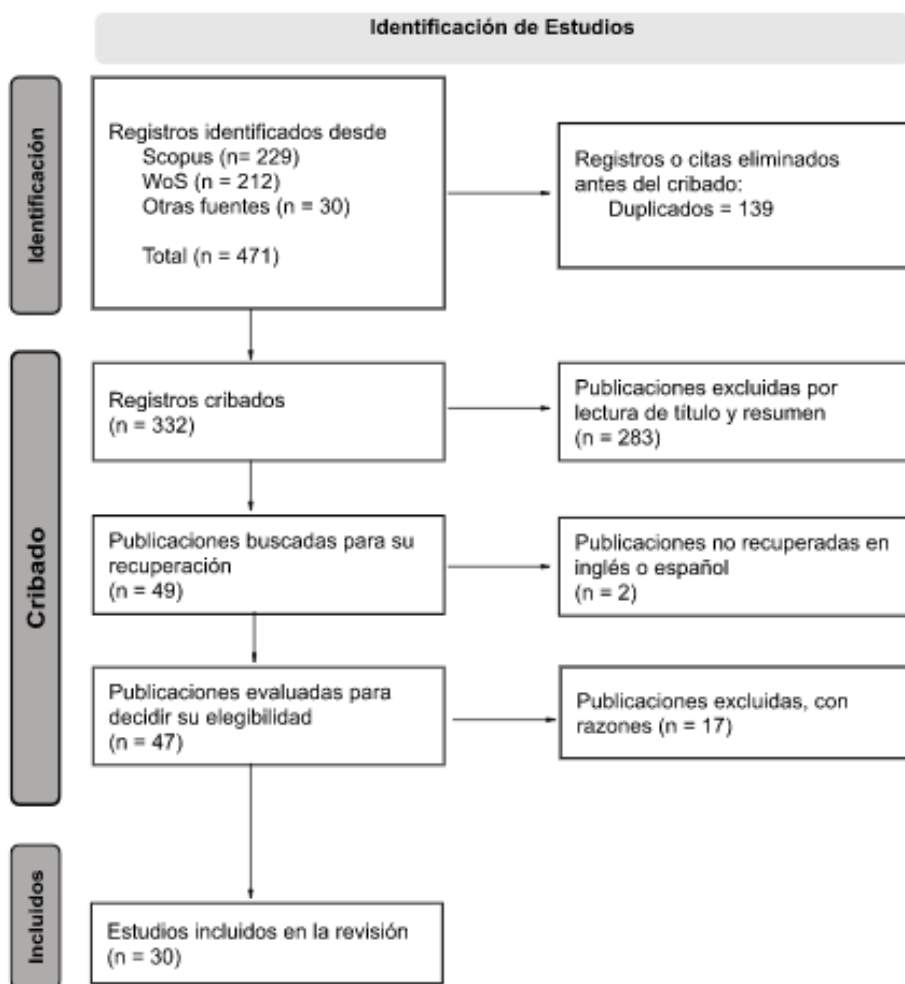 Identificación de Estudios
Identificación
Registros identificados desde
Scopus (n= 229)
WoS (n = 212)
Otras fuentes (n = 30)
Total (n = 471)
Registros o citas eliminados
antes del cribado:
Duplicados = 139
Cribado
Registros cribados
(n = 332)
Publicaciones excluidas por
lectura de título y resumen
(n = 283)
Publicaciones buscadas para su
recuperación
(n = 49)
Publicaciones no recuperadas en
inglés o español
(n = 2)
Publicaciones evaluadas para
decidir su elegibilidad
(n = 47)
Publicaciones excluidas, con
razones (n = 17)
Incluidos
Estudios incluidos en la revisión
(n = 30)